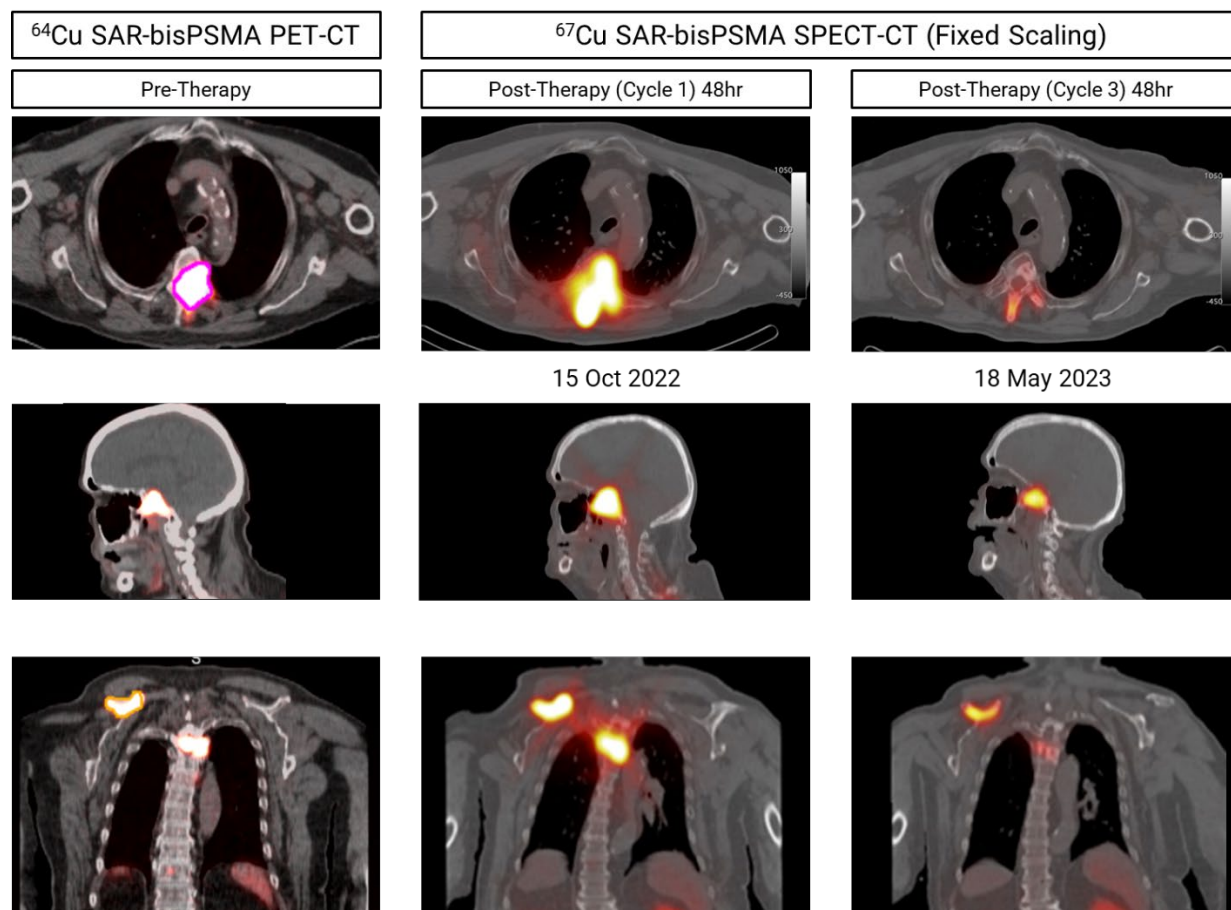 ⁶⁴Cu SAR-bisPSMA PET-CT
⁶⁷Cu SAR-bisPSMA SPECT-CT (Fixed Scaling)
Pre-Therapy
Post-Therapy (Cycle 1) 48hr
Post-Therapy (Cycle 3) 48hr
1050
300
-450
1050
300
-450
15 Oct 2022
18 May 2023
S